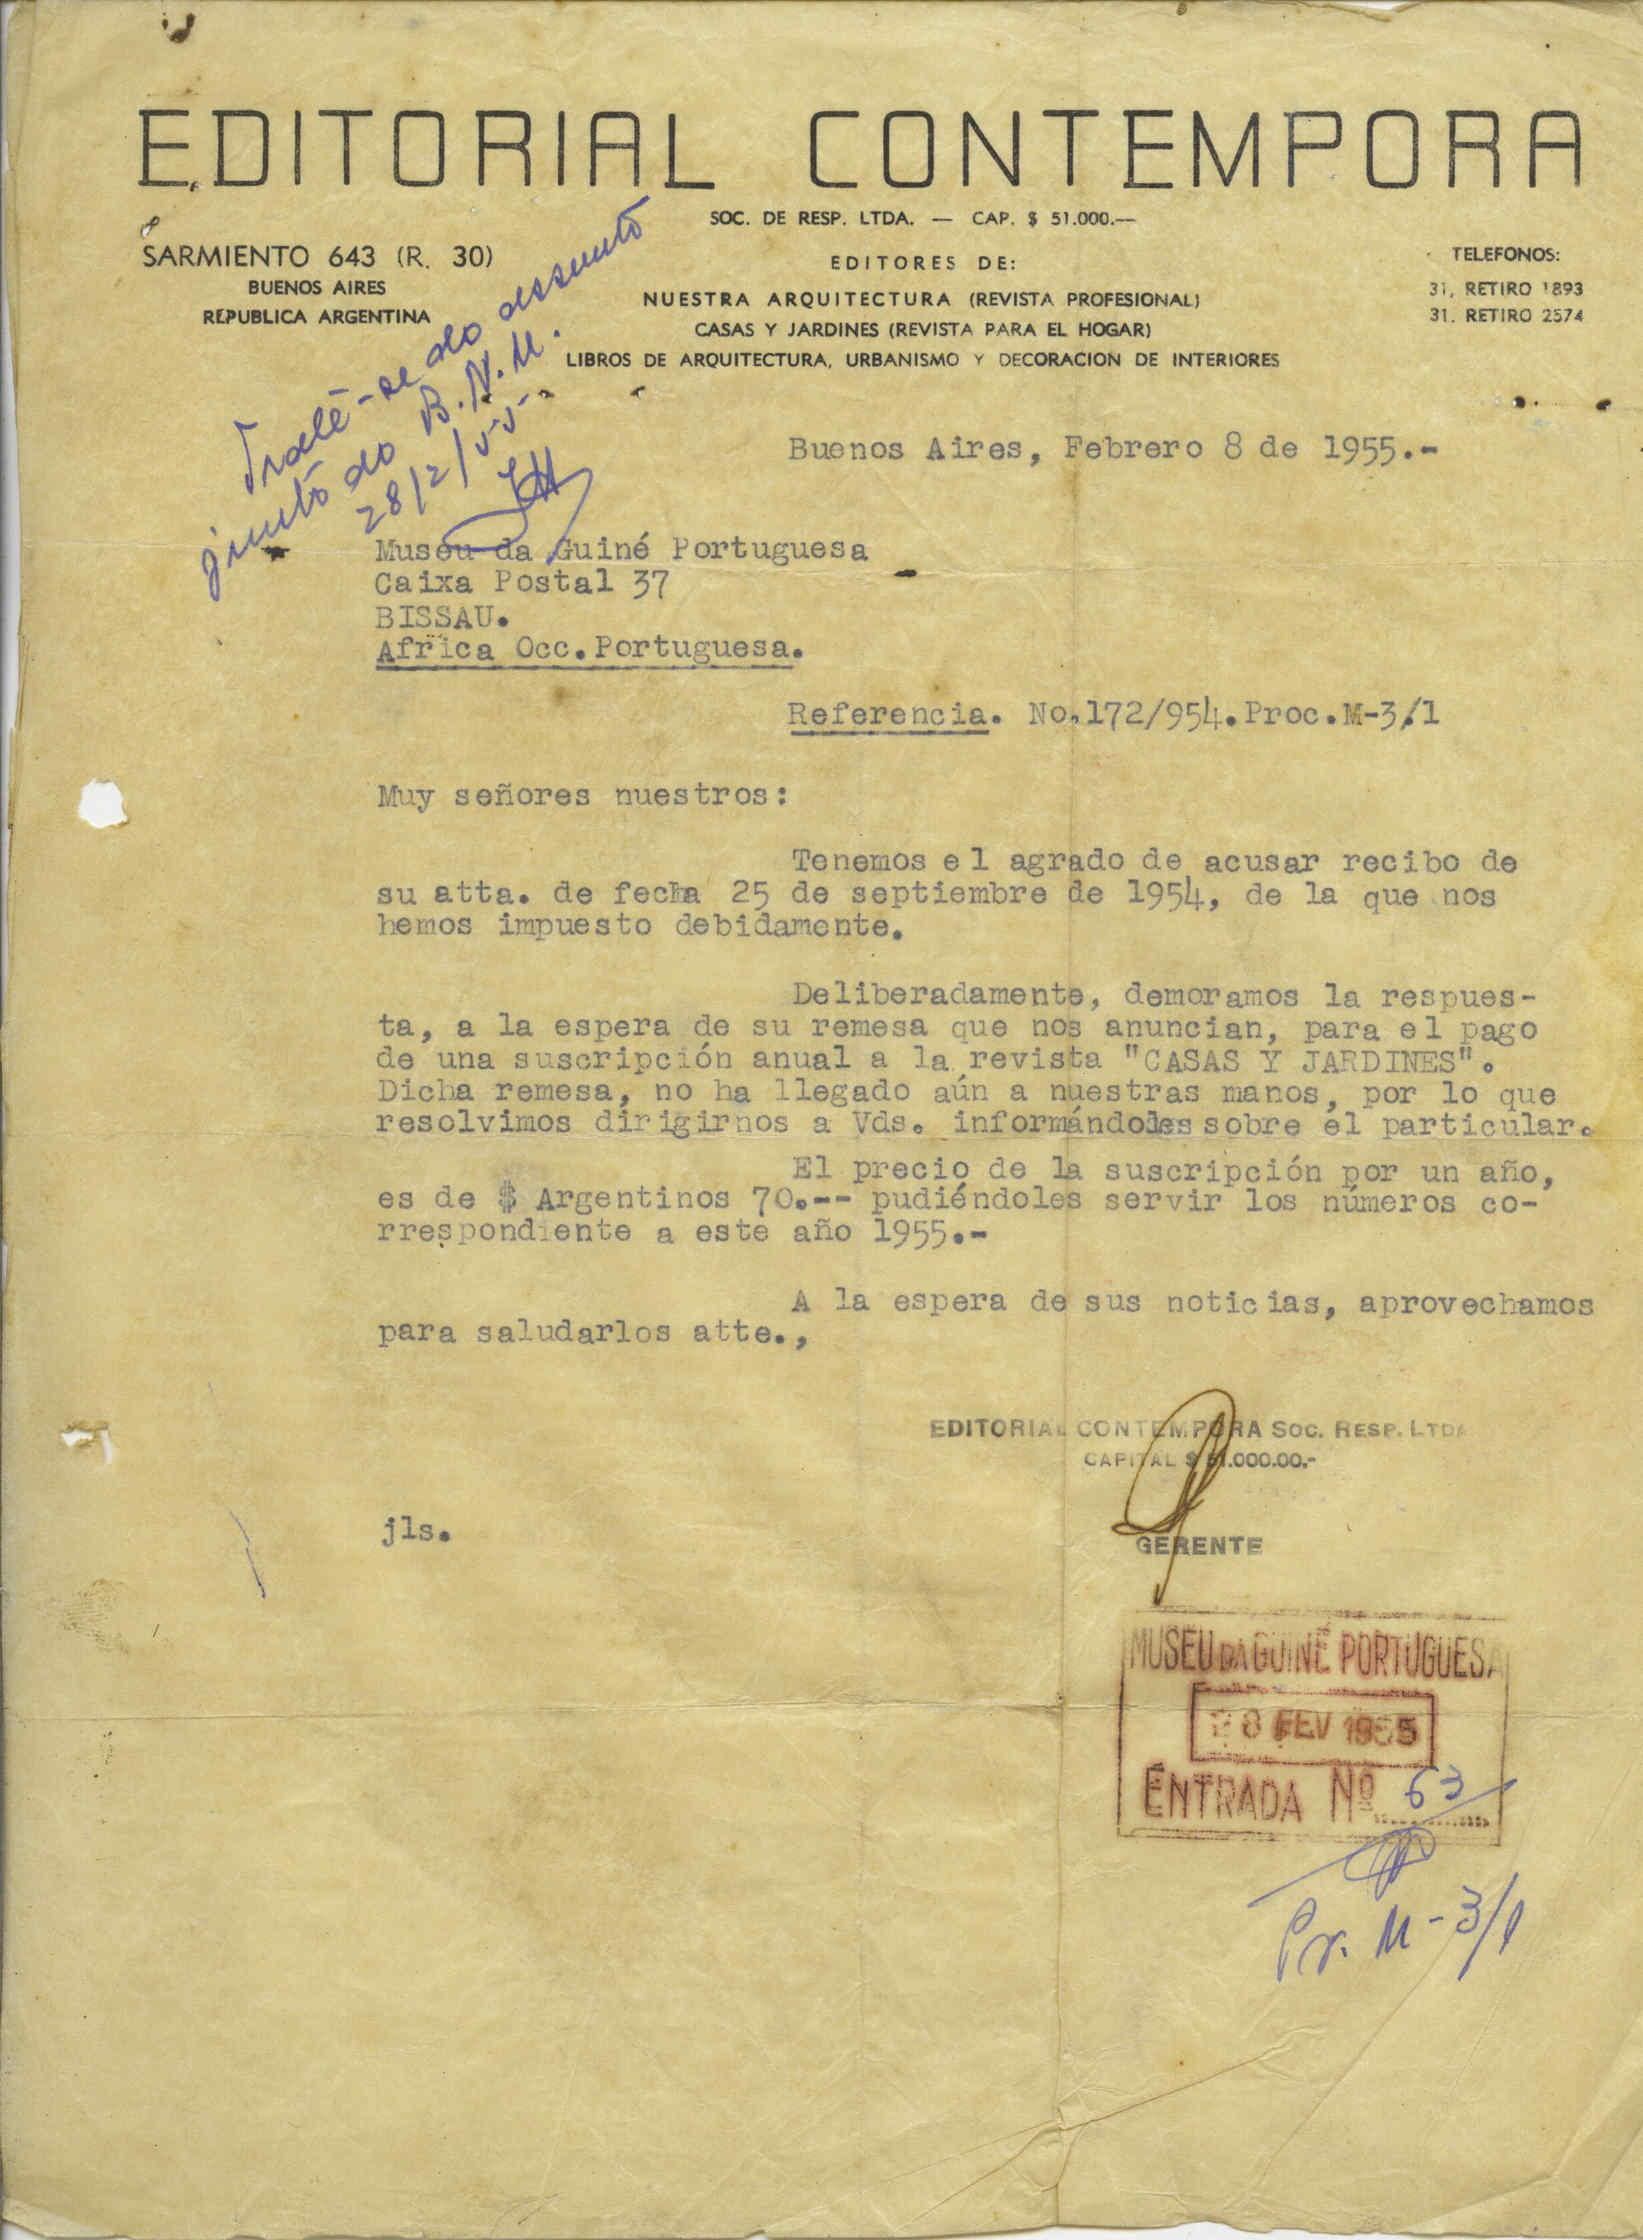 EDITORIAL CONTEMPORA
SOC. DE RESP. LTDA. — CAP. $ 51.000.—
SARMIENTO 643 (R. 30)
BUENOS AIRES
REPUBLICA ARGENTINA
EDITORES DE:
NUESTRA ARQUITECTURA (REVISTA PROFESIONAL)
CASAS Y JARDINES (REVISTA PARA EL HOGAR)
LIBROS DE ARQUITECTURA, URBANISMO Y DECORACION DE INTERIORES
TELEFONOS:
31, RETIRO 1893
31, RETIRO 2574
Trate-se do assunto
junto do B.N.U.
28/2/55
Buenos Aires, Febrero 8 de 1955.-
Museu da Guiné Portuguesa
Caixa Postal 37
BISSAU.
Africa Occ. Portuguesa.
Referencia. No.172/954.Proc.M-3/1
Muy señores nuestros:
Tenemos el agrado de acusar recibo de
su atta. de fecha 25 de septiembre de 1954, de la que nos
hemos impuesto debidamente.
Deliberadamente, demoramos la respues-
ta, a la espera de su remesa que nos anuncian, para el pago
de una suscripción anual a la revista "CASAS Y JARDINES".
Dicha remesa, no ha llegado aún a nuestras manos, por lo que
resolvimos dirigirnos a Vds. informándoles sobre el particular.
El precio de la suscripción por un año,
es de $ Argentinos 70.-- pudiéndoles servir los números co-
rrespondiente a este año 1955.-
A la espera de sus noticias, aprovechamos
para saludarlos atte.,
EDITORIAL CONTEMPORA SOC. RESP. LTDA
CAPITAL $ 51.000.00.-
jls.
GERENTE
MUSEU DA GUINÉ PORTUGUESA
28 FEV 1955
ENTRADA Nº 63
Pr. M-3/1